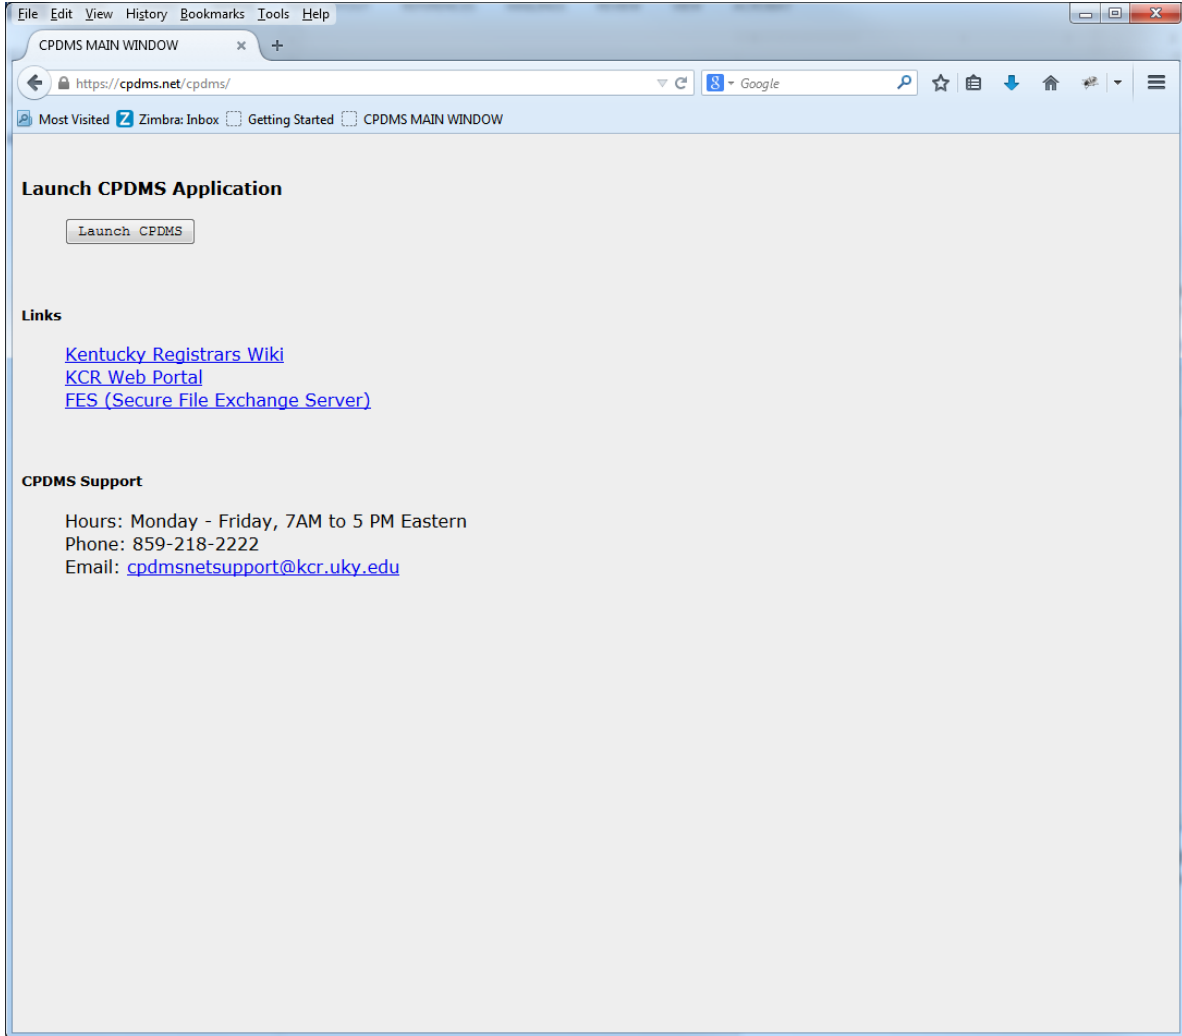 File Edit View History Bookmarks Tools Help
CPDMS MAIN WINDOW
https://cpdms.net/cpdms/ 8 Google
Most Visited Z Zimbra: Inbox Getting Started CPDMS MAIN WINDOW
Launch CPDMS Application
Launch CPDMS
Links
Kentucky Registrars Wiki
KCR Web Portal
FES (Secure File Exchange Server)
CPDMS Support
Hours: Monday - Friday, 7AM to 5 PM Eastern
Phone: 859-218-2222
Email: cpdmsnetsupport@kcr.uky.edu